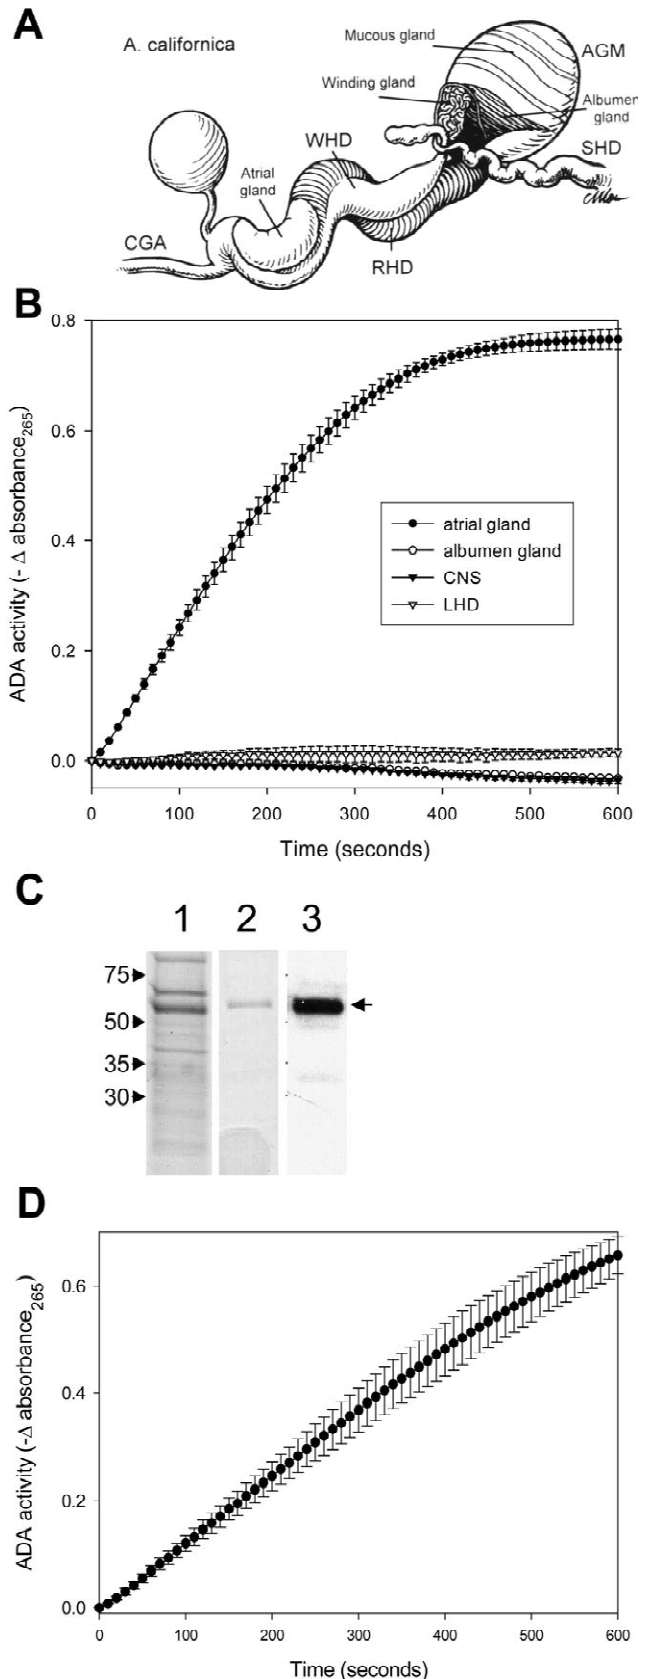 A
A. californica
Mucous gland
AGM
Winding gland
Albumen
gland
WHD
SHD
Atrial
gland
CGA
RHD
B
0.8
0.6
0.4
0.2
0.0
ADA activity (- Δ absorbance265)
atrial gland
albumen gland
CNS
LHD
0 100 200 300 400 500 600
Time (seconds)
C
1 2 3
75
50
35
30
D
0.6
0.4
0.2
0.0
ADA activity (-Δ absorbance265)
0 100 200 300 400 500 600
Time (seconds)